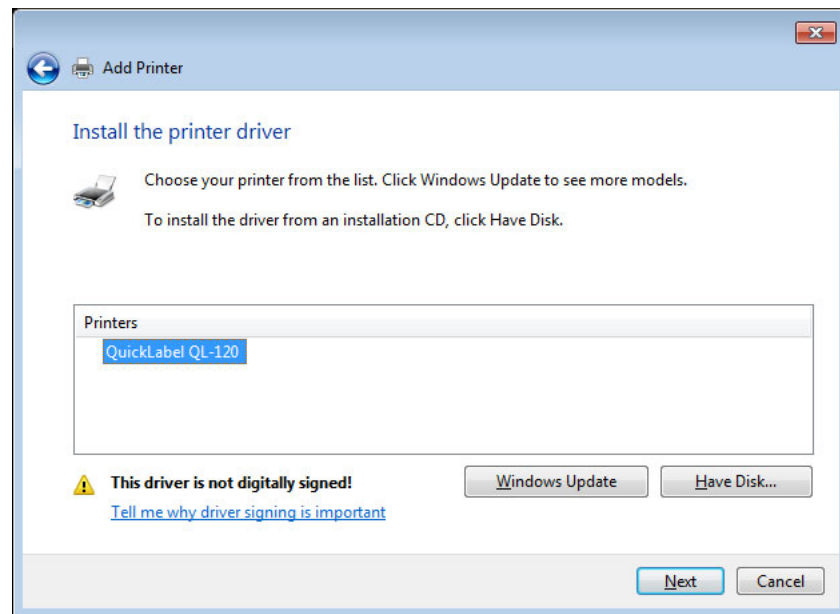 Add Printer
Install the printer driver
Choose your printer from the list. Click Windows Update to see more models.
To install the driver from an installation CD, click Have Disk.
Printers
QuickLabel QL-120
This driver is not digitally signed!
Windows Update
Have Disk...
Tell me why driver signing is important
Next
Cancel